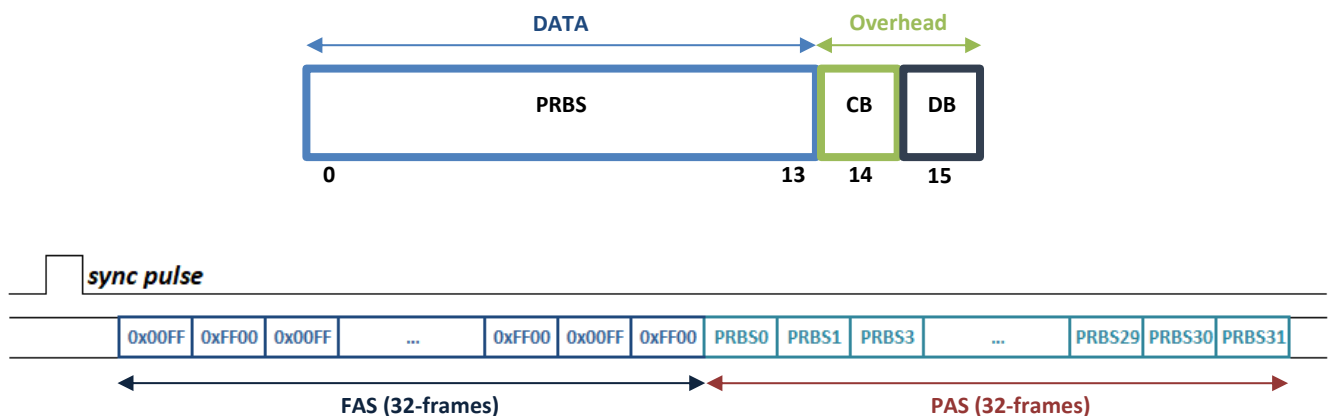 DATA Overhead
PRBS CB DB
0 13 14 15
sync pulse
0x00FF 0xFF00 0x00FF ... 0xFF00 0x00FF 0xFF00 PRBS0 PRBS1 PRBS3 ... PRBS29 PRBS30 PRBS31
FAS (32-frames) PAS (32-frames)